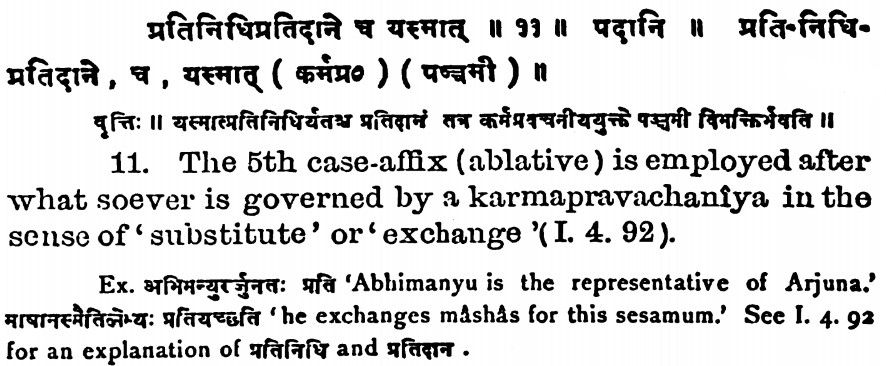 प्रतिनिधिप्रतिदाने च यस्मात् ॥ ११ ॥ पदानि ॥ प्रति-निधि-
प्रतिदाने , च , यस्मात् ( कर्मप्र० ) ( पञ्चमी ) ॥
वृत्तिः ॥ यस्मात्प्रतिनिधिर्यतश्च प्रतिदानं तत्र कर्मप्रवचनीययुक्ते पञ्चमी विभक्तिर्भवति ॥
11. The 5th case-affix (ablative) is employed after
what soever is governed by a karmapravachanîya in the
sense of ‘substitute’ or ‘exchange ’(I. 4. 92).
Ex. अभिमन्युरर्जुनतः प्रति ‘Abhimanyu is the representative of Arjuna.’
माषानस्मैतिलेभ्यः प्रतियच्छति ‘he exchanges mâshâs for this sesamum.’ See I. 4. 92
for an explanation of प्रतिनिधि and प्रतिदान .